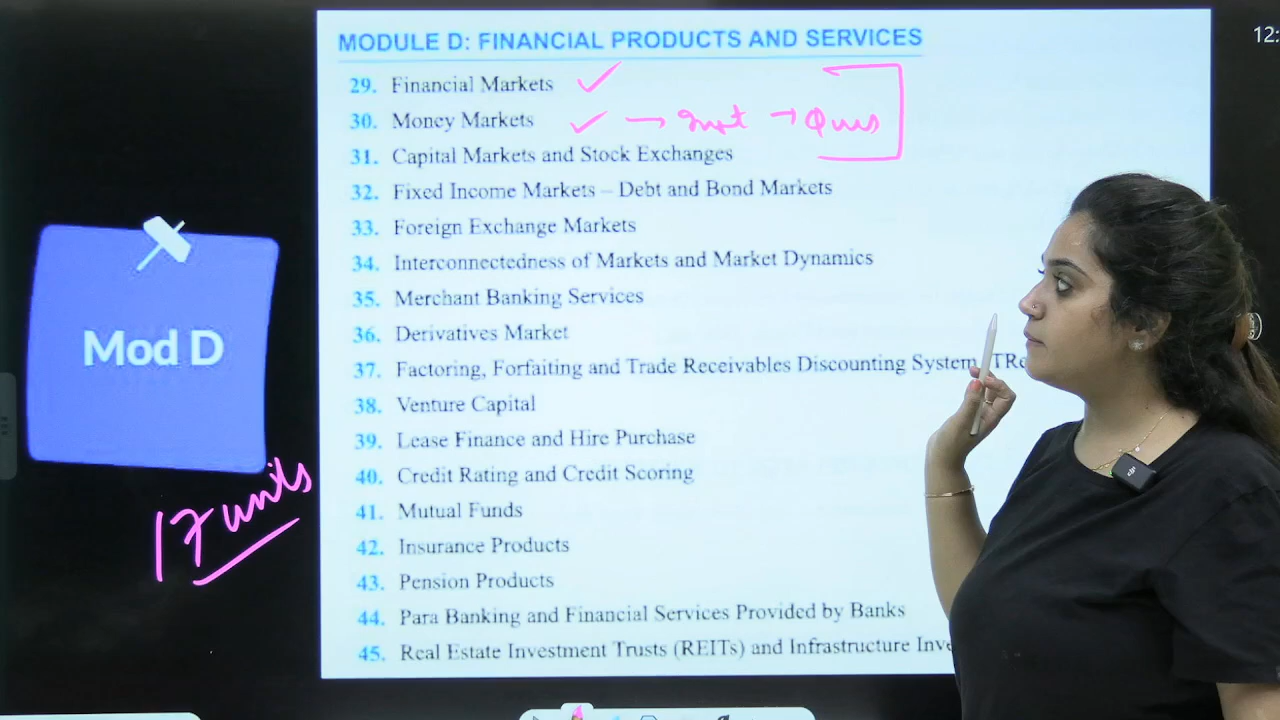 12:
MODULE D: FINANCIAL PRODUCTS AND SERVICES
29. Financial Markets
30. Money Markets → Impt → Ques
31. Capital Markets and Stock Exchanges
32. Fixed Income Markets – Debt and Bond Markets
33. Foreign Exchange Markets
34. Interconnectedness of Markets and Market Dynamics
35. Merchant Banking Services
36. Derivatives Market
37. Factoring, Forfaiting and Trade Receivables Discounting System (TRe
38. Venture Capital
39. Lease Finance and Hire Purchase
40. Credit Rating and Credit Scoring
41. Mutual Funds
42. Insurance Products
43. Pension Products
44. Para Banking and Financial Services Provided by Banks
45. Real Estate Investment Trusts (REITs) and Infrastructure Inve
Mod D
17 units